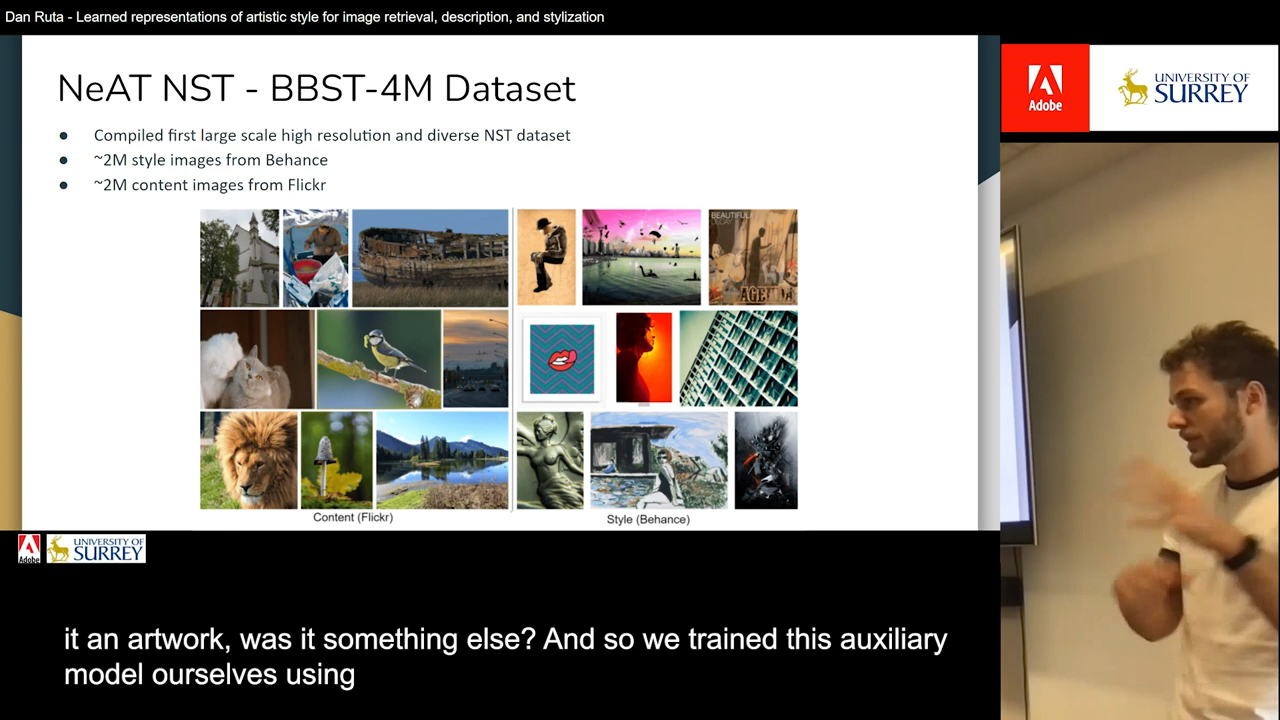 Dan Ruta - Learned representations of artistic style for image retrieval, description, and stylization
NeAT NST - BBST-4M Dataset
● Compiled first large scale high resolution and diverse NST dataset
● ~2M style images from Behance
● ~2M content images from Flickr
BEAUTIFUL/
DECAY
AGENDA
Content (Flickr)
Style (Behance)
Adobe
UNIVERSITY OF
SURREY
Adobe
UNIVERSITY OF
SURREY
it an artwork, was it something else? And so we trained this auxiliary
model ourselves using